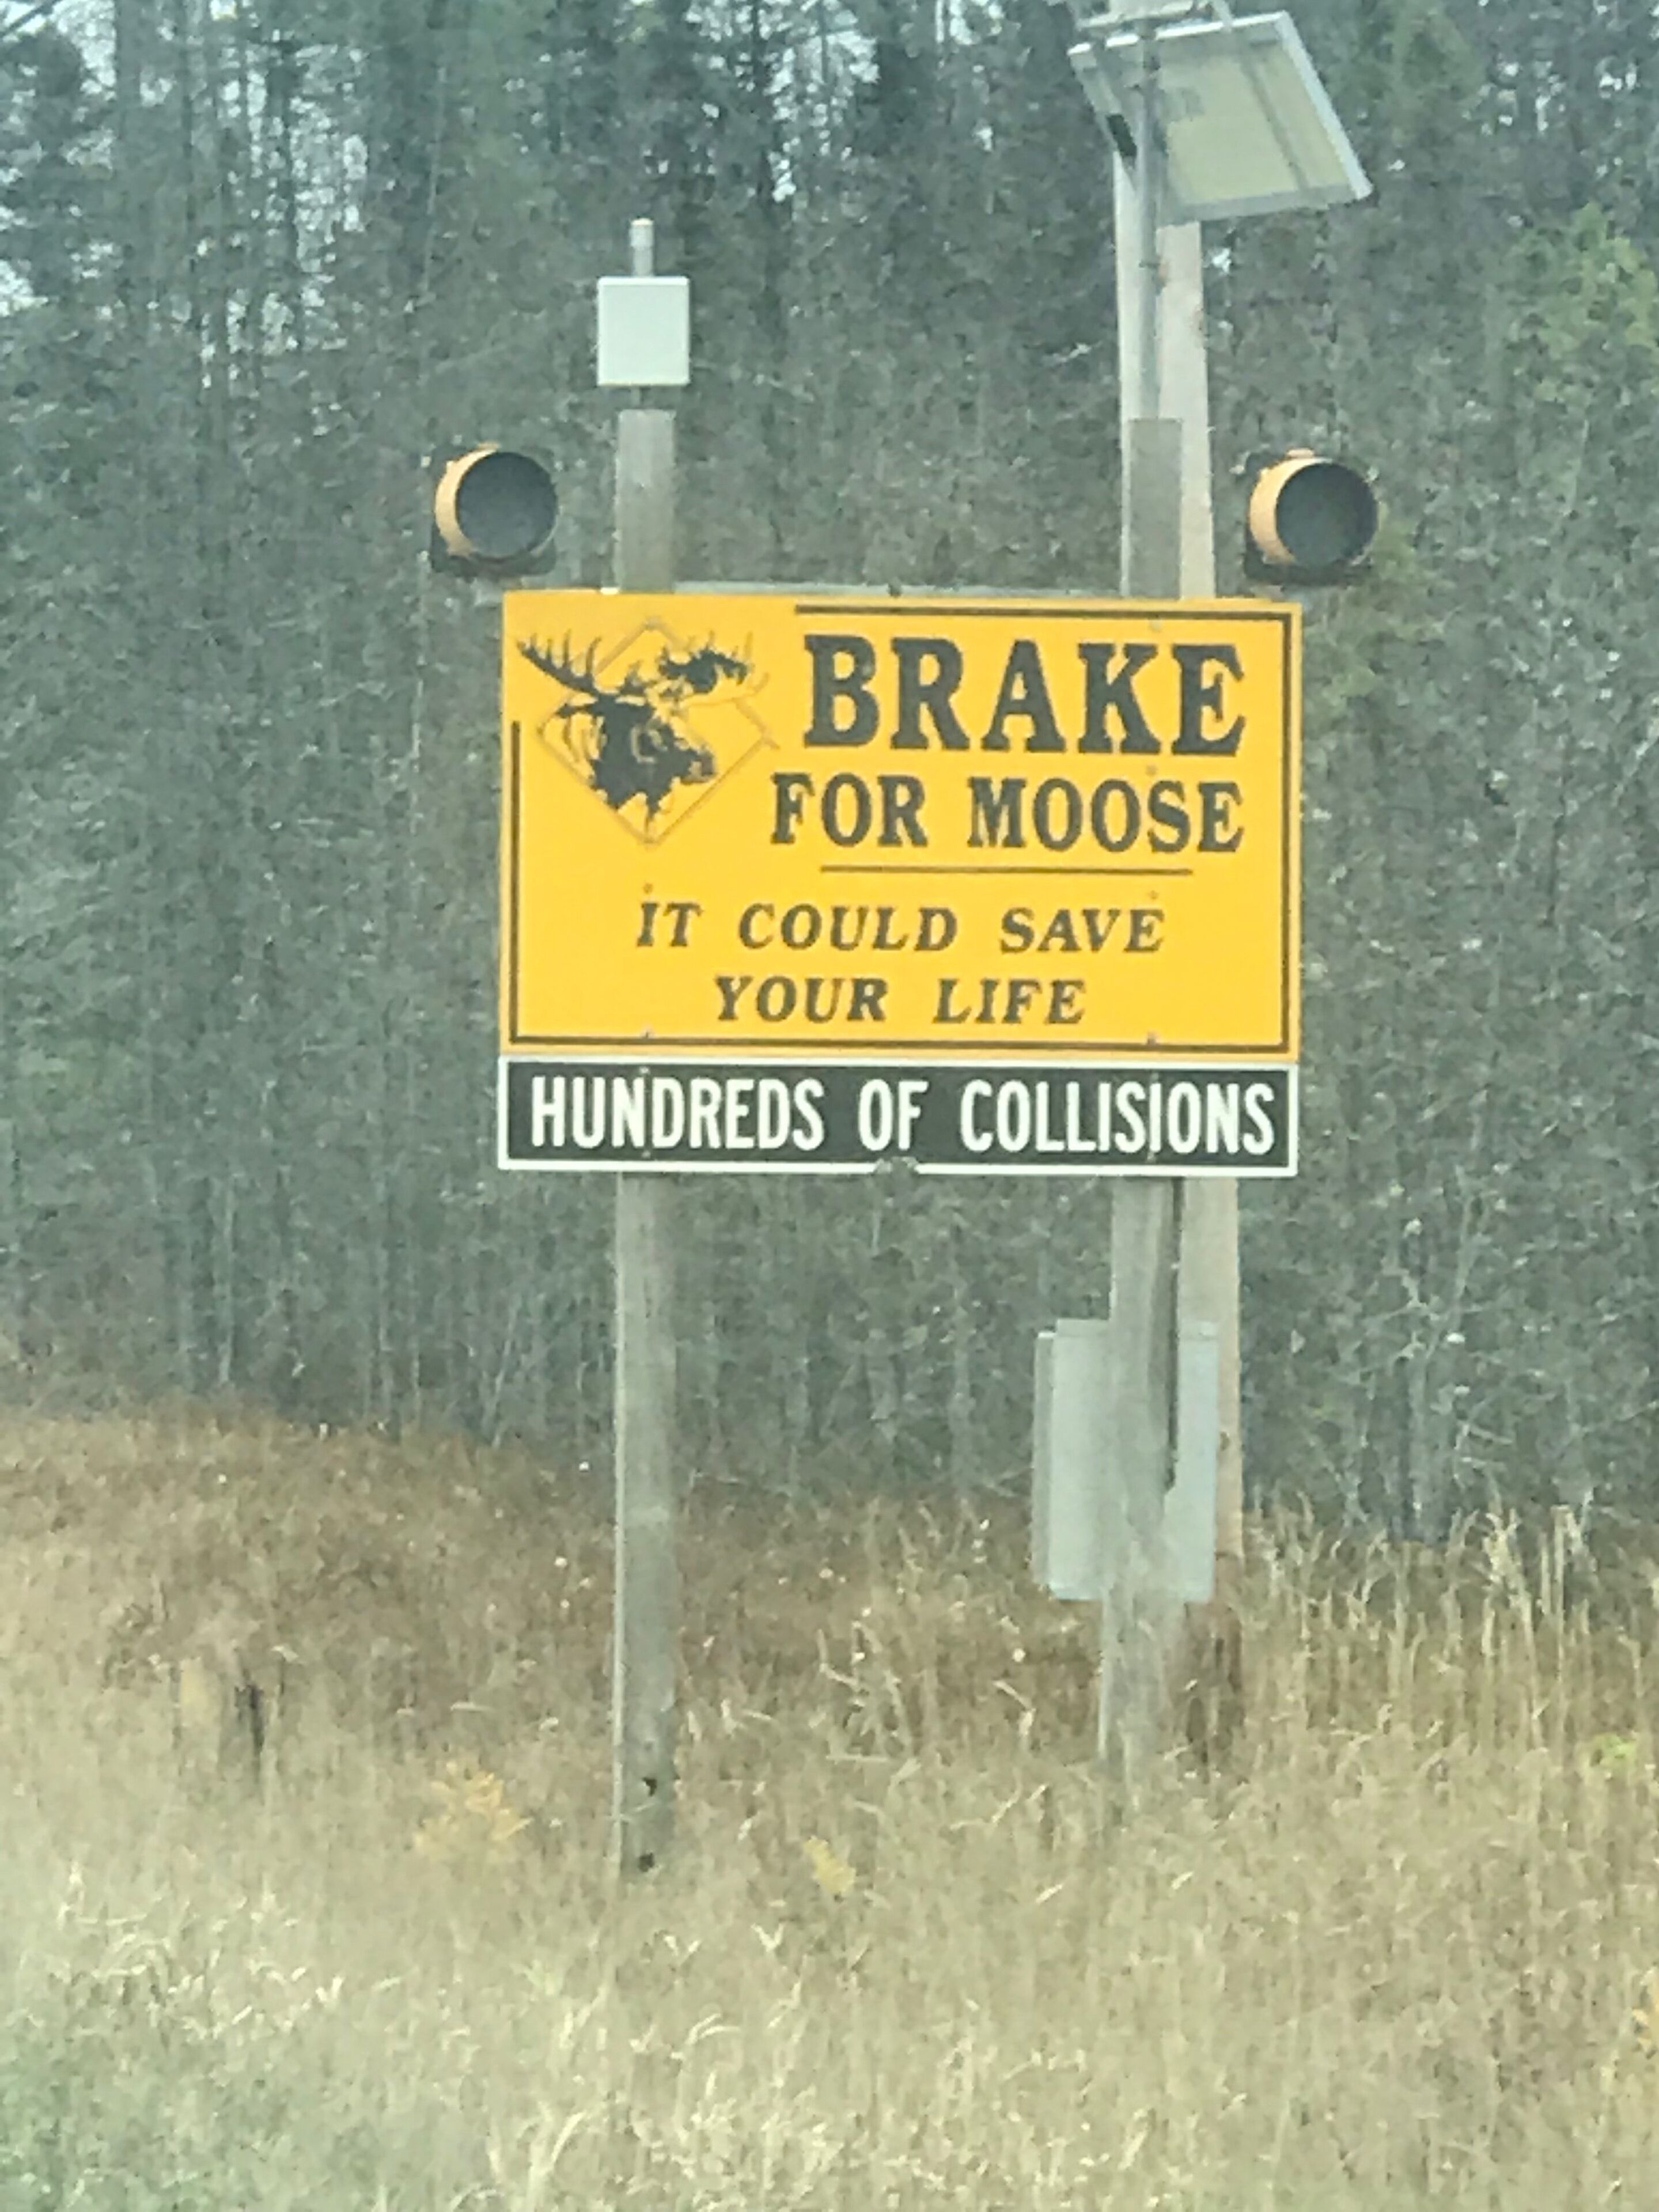 BRAKE
FOR MOOSE
IT COULD SAVE
YOUR LIFE
HUNDREDS OF COLLISIONS